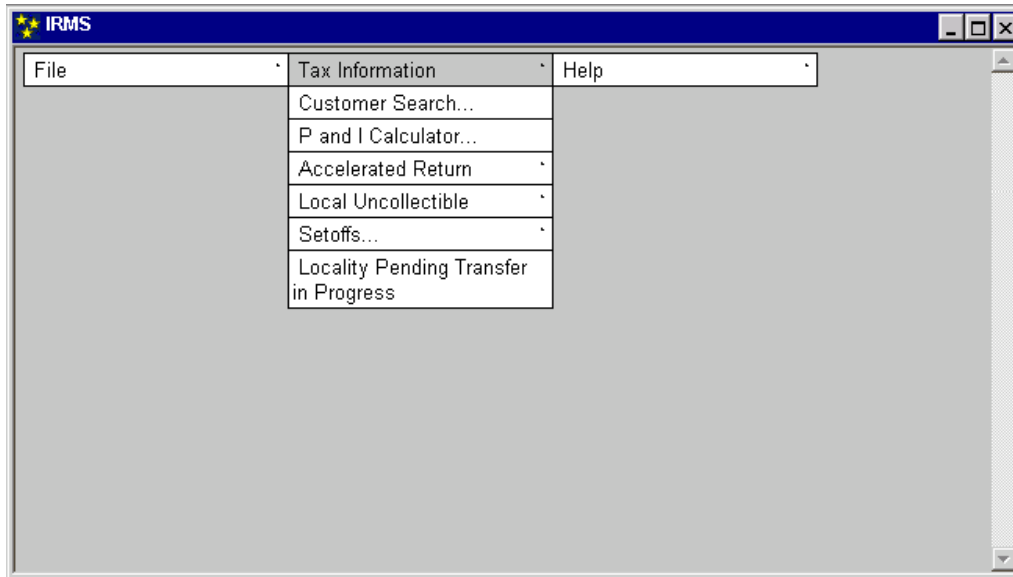 IRMS
File Tax Information Help
Customer Search...
P and I Calculator...
Accelerated Return
Local Uncollectible
Setoffs...
Locality Pending Transfer
in Progress